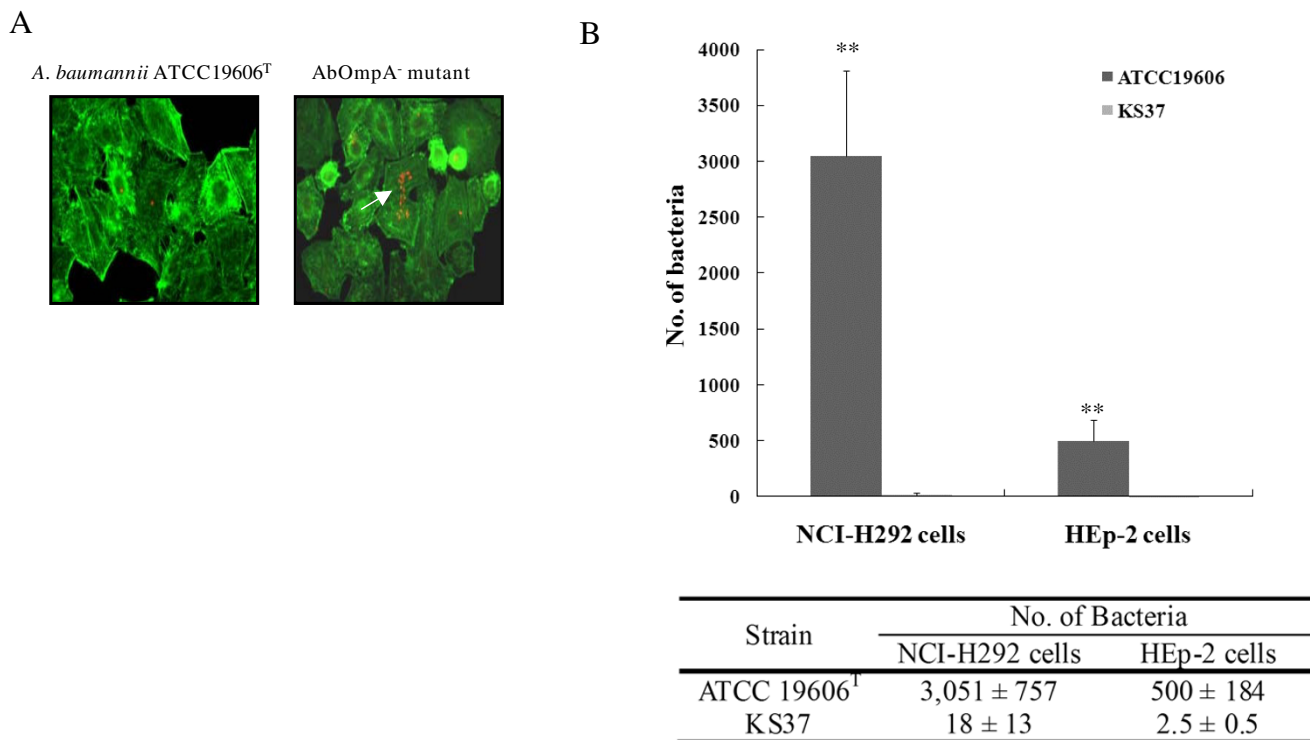 A
A. baumannii ATCC19606ᵀ
AbOmpA⁻ mutant
B
**
4000
3500
3000
2500
2000
1500
1000
500
0
No. of bacteria
ATCC19606
KS37
**
NCI-H292 cells
HEp-2 cells
Strain
No. of Bacteria
NCI-H292 cells HEp-2 cells
ATCC 19606ᵀ 3,051 ± 757 500 ± 184
KS37 18 ± 13 2.5 ± 0.5